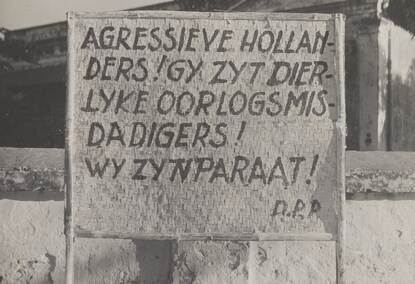 AGRESSIEVE HOLLAN-
DERS! GY ZYT DIER-
LYKE OORLOGSMIS-
DADIGERS!
WY ZYN PARAAT!
D.P.P